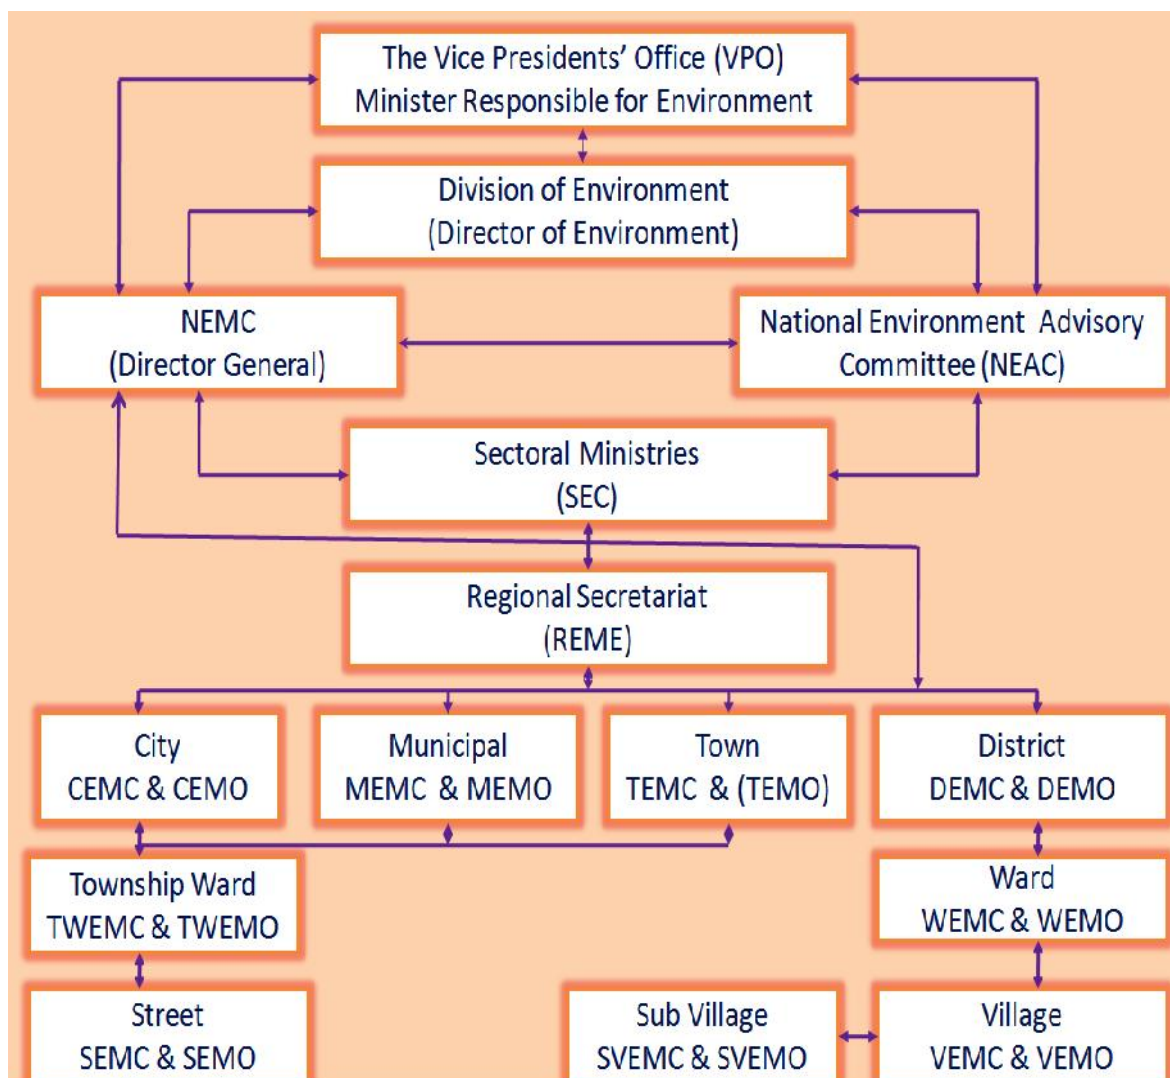 The Vice Presidents’ Office (VPO)
Minister Responsible for Environment
Division of Environment
(Director of Environment)
NEMC
(Director General)
National Environment Advisory
Committee (NEAC)
Sectoral Ministries
(SEC)
Regional Secretariat
(REME)
City
CEMC & CEMO
Municipal
MEMC & MEMO
Town
TEMC & (TEMO)
District
DEMC & DEMO
Township Ward
TWEMC & TWEMO
Ward
WEMC & WEMO
Street
SEMC & SEMO
Sub Village
SVEMC & SVEMO
Village
VEMC & VEMO